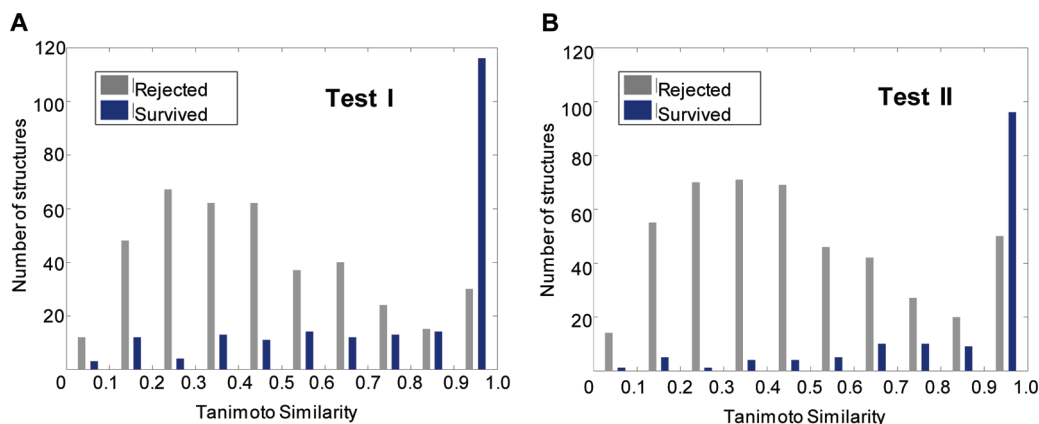 A
Test I
Rejected
Survived
Number of structures
120
100
80
60
40
20
0 0.1 0.2 0.3 0.4 0.5 0.6 0.7 0.8 0.9 1.0
Tanimoto Similarity
B
Test II
Rejected
Survived
Number of structures
120
100
80
60
40
20
0 0.1 0.2 0.3 0.4 0.5 0.6 0.7 0.8 0.9 1.0
Tanimoto Similarity